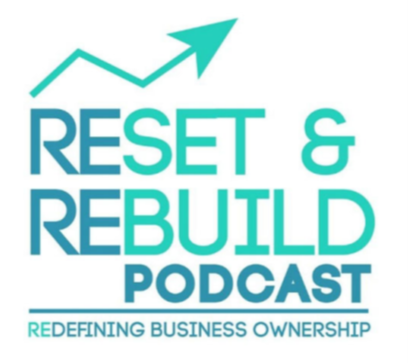 RESET &
REBUILD
PODCAST
REDEFINING BUSINESS OWNERSHIP